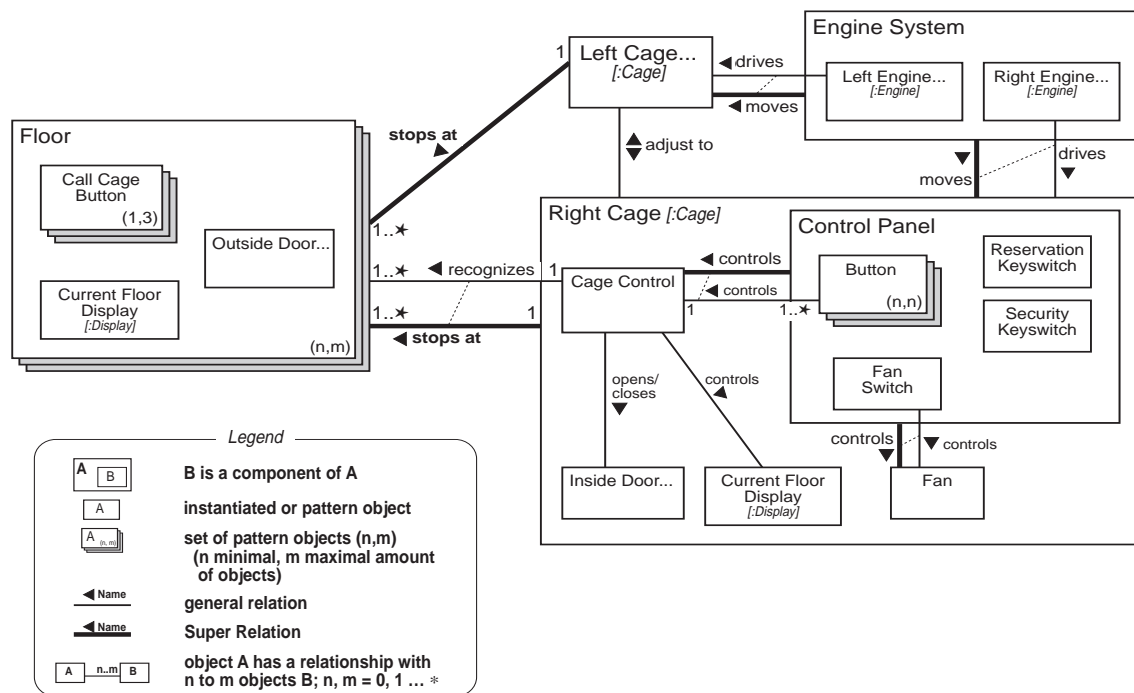 Engine System
Left Engine...
[:Engine]
Right Engine...
[:Engine]
1
Left Cage...
[:Cage]
drives
moves
stops at
adjust to
drives
moves
Floor
Call Cage
Button
(1,3)
Outside Door...
Current Floor
Display
[:Display]
(n,m)
1..★
1..★
recognizes
1
1..★
1
stops at
Right Cage [:Cage]
Cage Control
controls
controls
1
1..★
Control Panel
Button
(n,n)
Reservation
Keyswitch
Security
Keyswitch
Fan
Switch
opens/
closes
controls
controls
controls
Inside Door...
Current Floor
Display
[:Display]
Fan
Legend
A
B
B is a component of A
A
instantiated or pattern object
A
(n, m)
set of pattern objects (n,m)
(n minimal, m maximal amount
of objects)
Name
general relation
Name
Super Relation
A n..m B
object A has a relationship with
n to m objects B; n, m = 0, 1 ... *